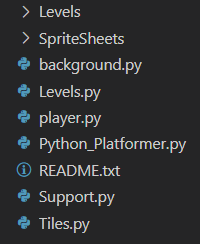 Levels
SpriteSheets
background.py
Levels.py
player.py
Python_Platformer.py
README.txt
Support.py
Tiles.py